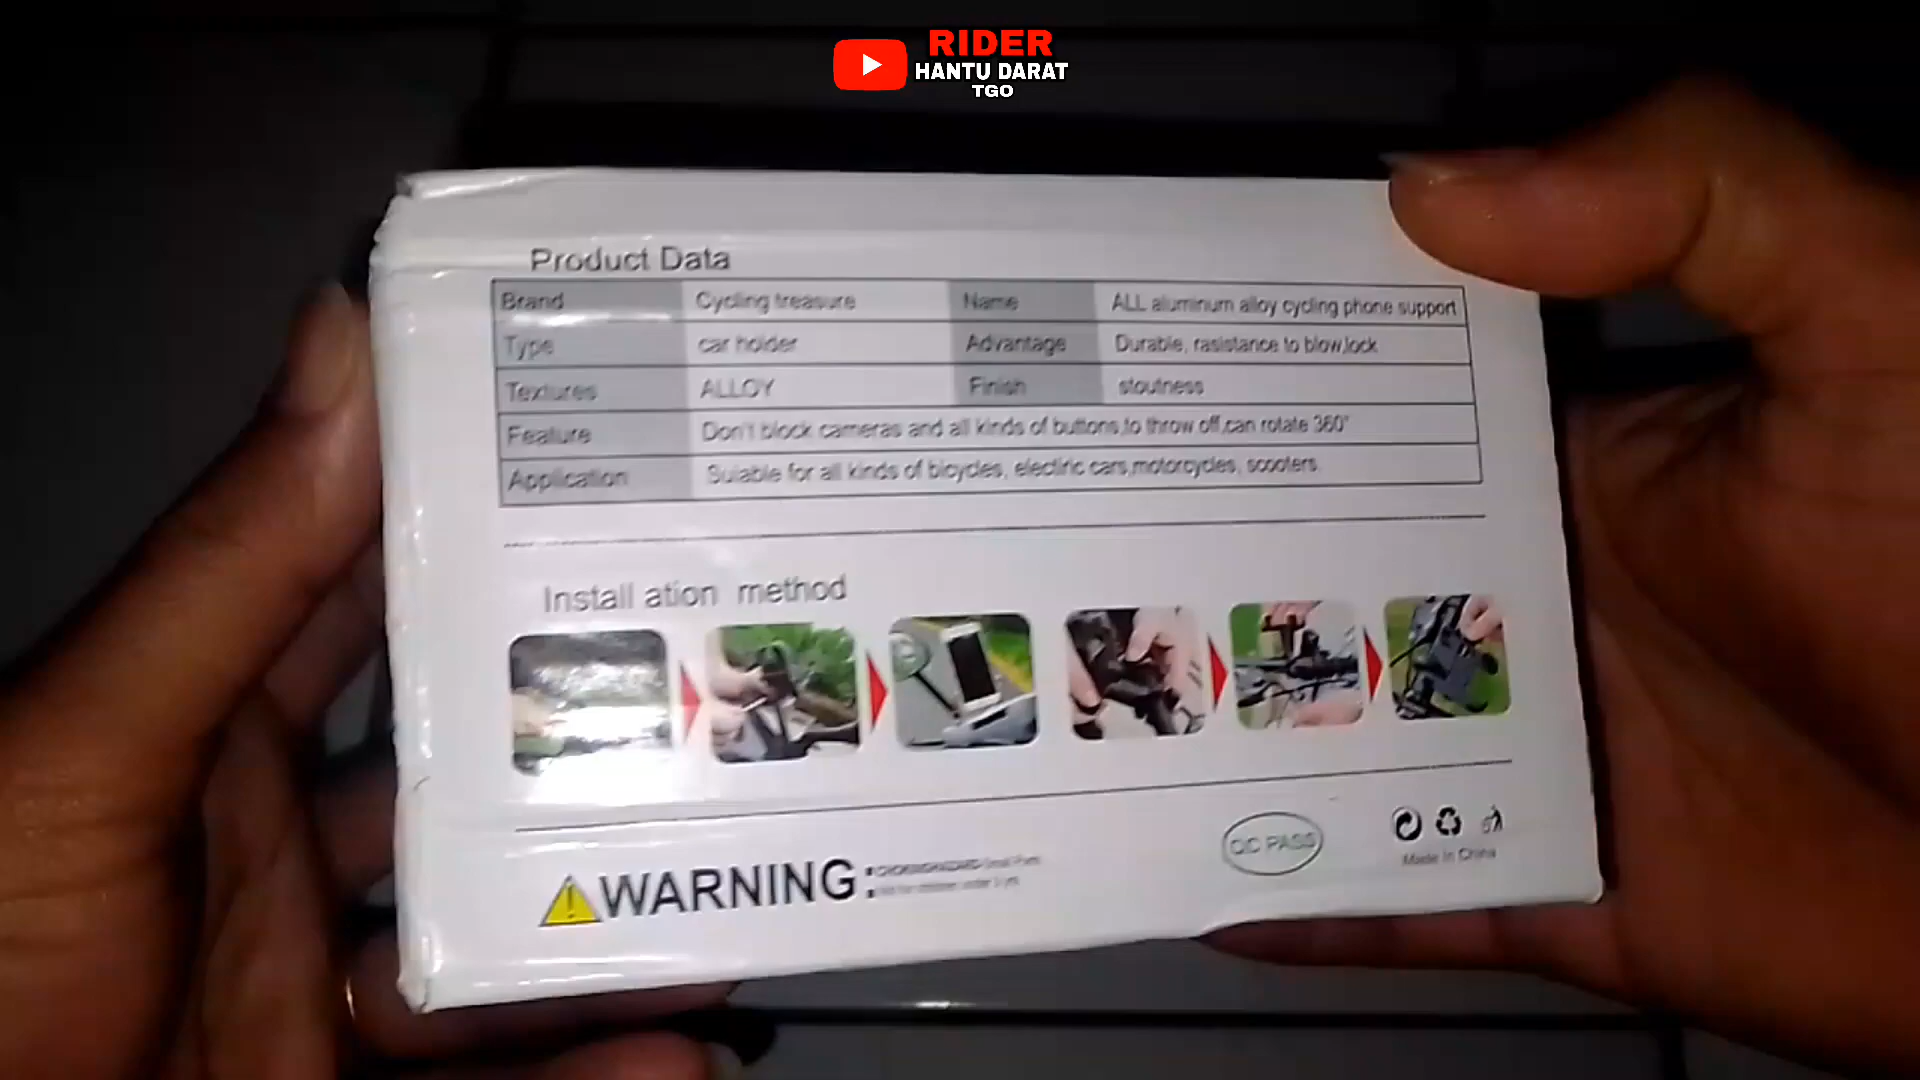 RIDER
HANTU DARAT
TGO
Product Data
Brand Cycling treasure Name ALL aluminum alloy cycling phone support
Type car holder Advantage Durable, rasistance to blow,lock
Textures ALLOY Finish stoutness
Feature Don't block cameras and all kinds of buttons,to throw off,can rotate 360°
Application Suiable for all kinds of bicycles, electiric cars,motorcycles, scooters
Install ation method
WARNING:
QC PASS
Made In China